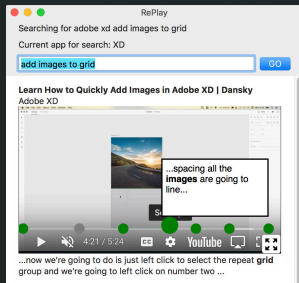 RePlay
Searching for adobe xd add images to grid
Current app for search: XD
add images to grid
GO
Learn How to Quickly Add Images in Adobe XD | Dansky
Adobe XD
...spacing all the
images are going to
line...
4:21 / 5:24
CC
YouTube
...now we're going to do is just left click to select the repeat grid
group and we're going to left click on number two ...